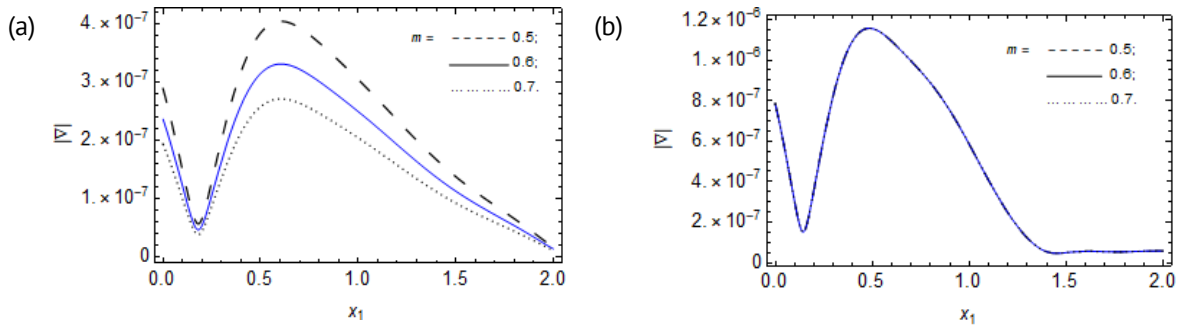 (a)
|∇|
4. × 10⁻⁷
3. × 10⁻⁷
2. × 10⁻⁷
1. × 10⁻⁷
0
0.0 0.5 1.0 1.5 2.0
x₁
m = 0.5;
0.6;
0.7.
(b)
|∇|
1.2 × 10⁻⁶
1. × 10⁻⁶
8. × 10⁻⁷
6. × 10⁻⁷
4. × 10⁻⁷
2. × 10⁻⁷
0
0.0 0.5 1.0 1.5 2.0
x₁
m = 0.5;
0.6;
0.7.